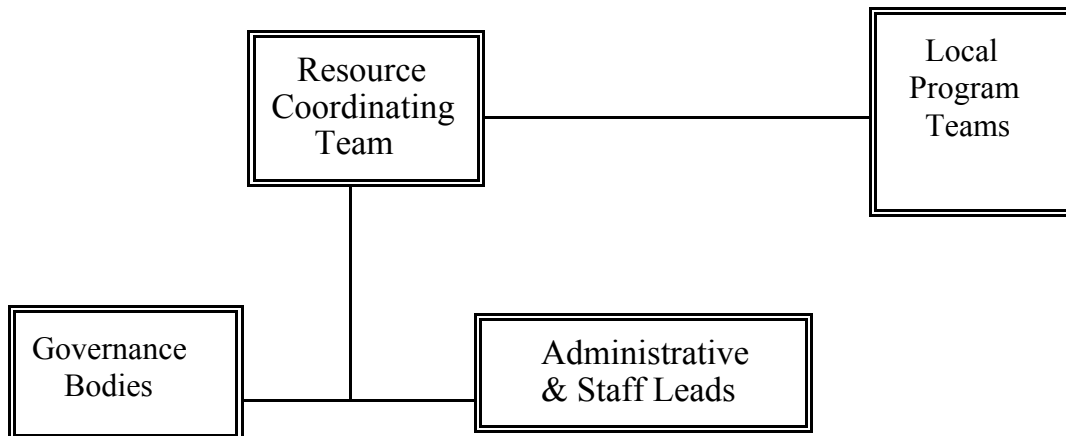 Resource
Coordinating
Team
Local
Program
Teams
Governance
Bodies
Administrative
& Staff Leads